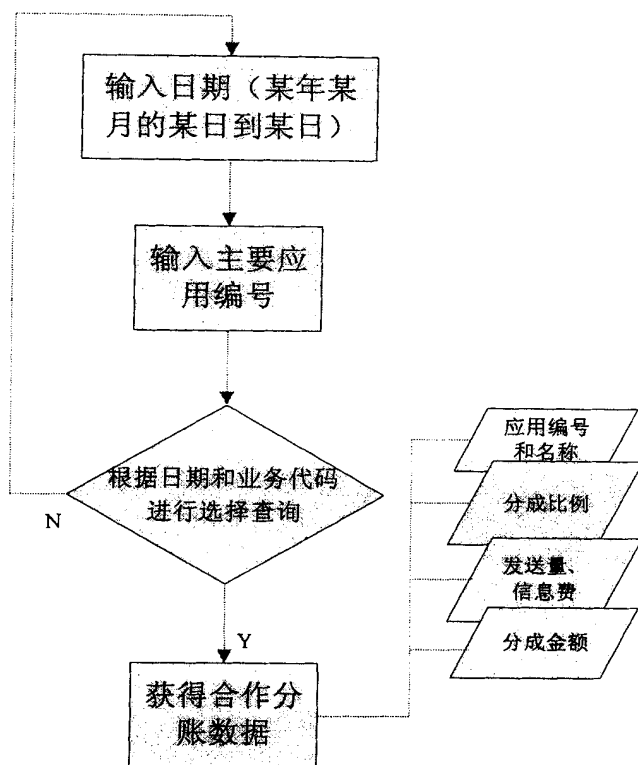 输入日期（某年某
月的某日到某日）
输入主要应
用编号
根据日期和业务代码
进行选择查询
N
Y
获得合作分
账数据
应用编号
和名称
分成比例
发送量、
信息费
分成金额